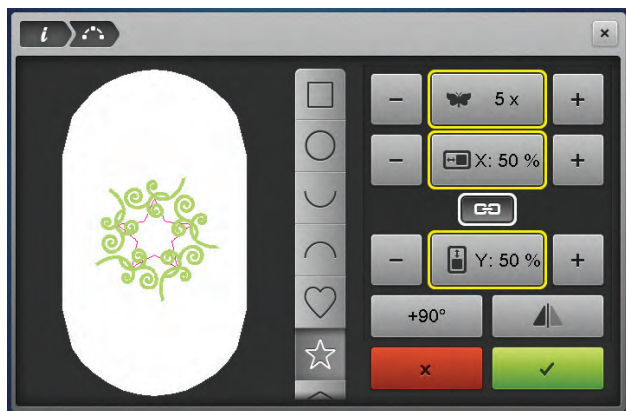 i
×
− 5 x +
− X: 50 % +
− Y: 50 % +
+90°
× ✓